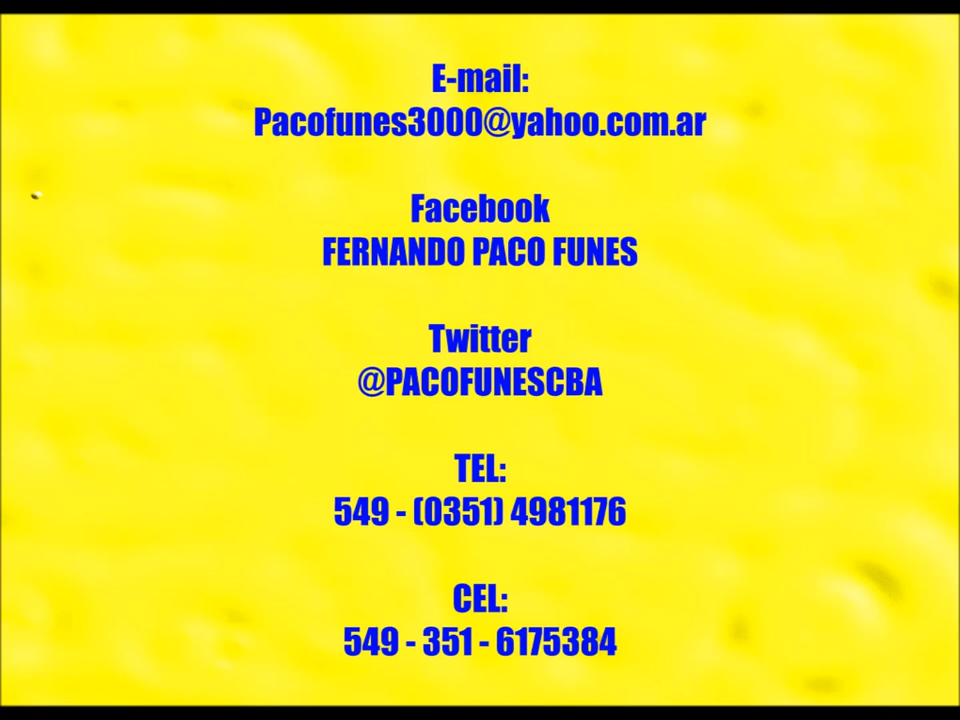 E-mail:
Pacofunes3000@yahoo.com.ar
Facebook
FERNANDO PACO FUNES
Twitter
@PACOFUNESCBA
TEL:
549 - (0351) 4981176
CEL:
549 - 351 - 6175384